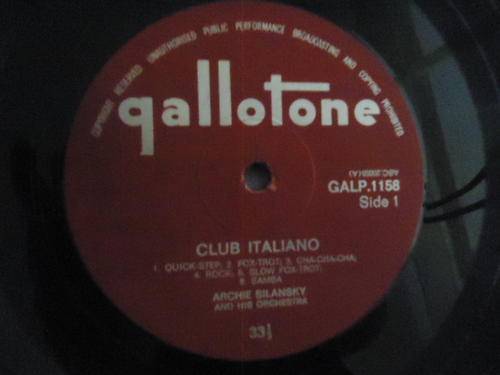 COPYRIGHT RESERVED UNAUTHORISED PUBLIC PERFORMANCE BROADCASTING AND COPYING PROHIBITED
gallotone
GALP.1158
Side 1
CLUB ITALIANO
1. QUICK-STEP; 2. FOX-TROT; 3. CHA-CHA-CHA;
4. ROCK; 5. SLOW FOX-TROT;
6. SAMBA
ARCHIE SILANSKY
AND HIS ORCHESTRA
33⅓